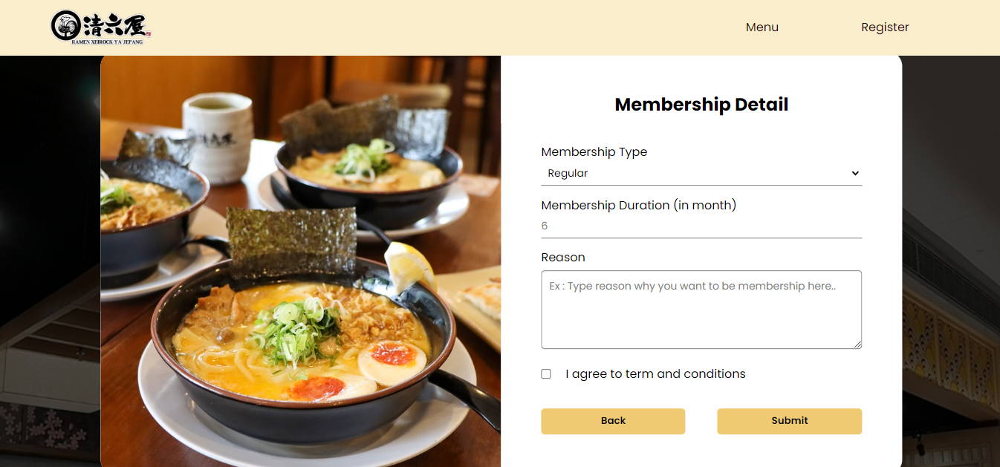 清六屋
RAMEN XEIROCK-YA JEPANG
Menu
Register
Membership Detail
Membership Type
Regular
Membership Duration (in month)
6
Reason
Ex : Type reason why you want to be membership here..
I agree to term and conditions
Back
Submit